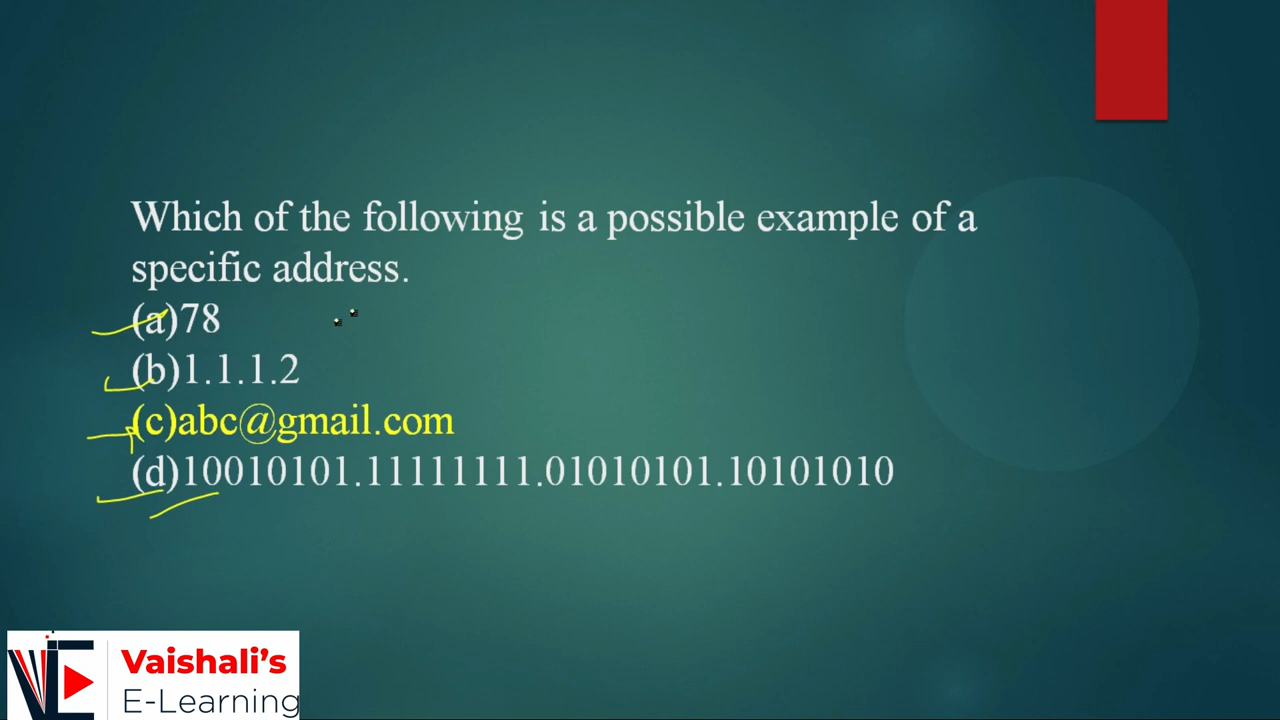 Which of the following is a possible example of a
specific address.
(a)78
(b)1.1.1.2
(c)abc@gmail.com
(d)10010101.11111111.01010101.10101010
VE
Vaishali's
E-Learning